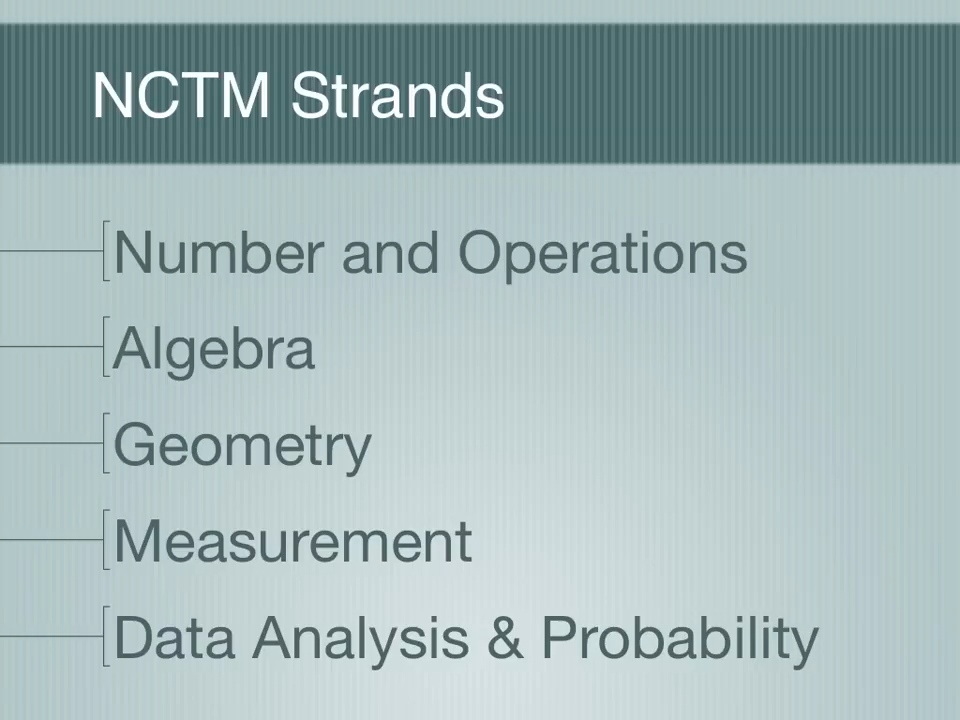 NCTM Strands
Number and Operations
Algebra
Geometry
Measurement
Data Analysis & Probability